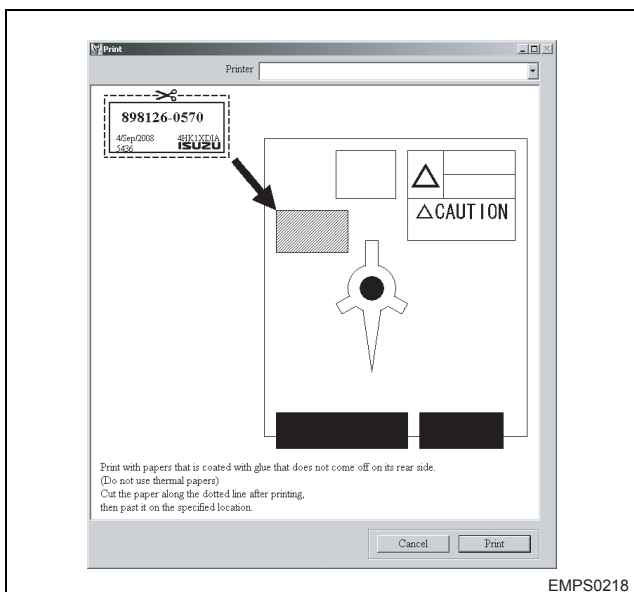 Print
Printer
898126-0570
4/Sep/2008 4HK1XDIA
5436 ISUZU
CAUTION
Print with papers that is coated with glue that does not come off on its rear side.
(Do not use thermal papers)
Cut the paper along the dotted line after printing,
then past it on the specified location.
Cancel Print
EMPS0218